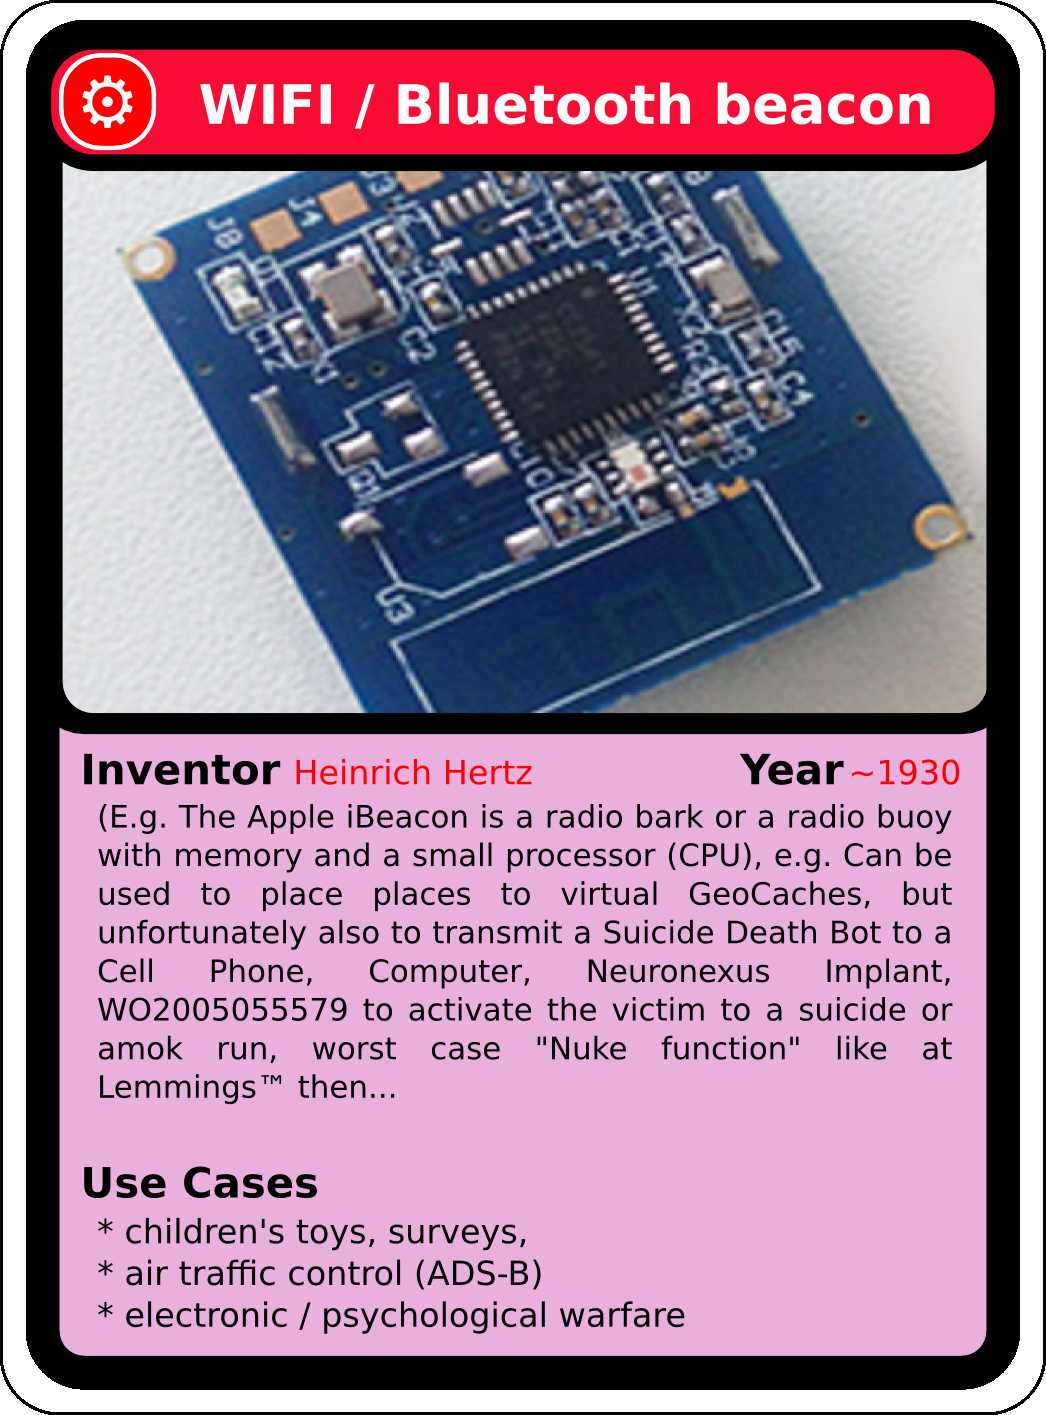 WIFI / Bluetooth beacon
J8
J4
J3
C2
U1
X2
C15
C4
U3
Inventor Heinrich Hertz Year ~1930
(E.g. The Apple iBeacon is a radio bark or a radio buoy
with memory and a small processor (CPU), e.g. Can be
used to place places to virtual GeoCaches, but
unfortunately also to transmit a Suicide Death Bot to a
Cell Phone, Computer, Neuronexus Implant,
WO2005055579 to activate the victim to a suicide or
amok run, worst case "Nuke function" like at
Lemmings™ then...
Use Cases
* children's toys, surveys,
* air traffic control (ADS-B)
* electronic / psychological warfare